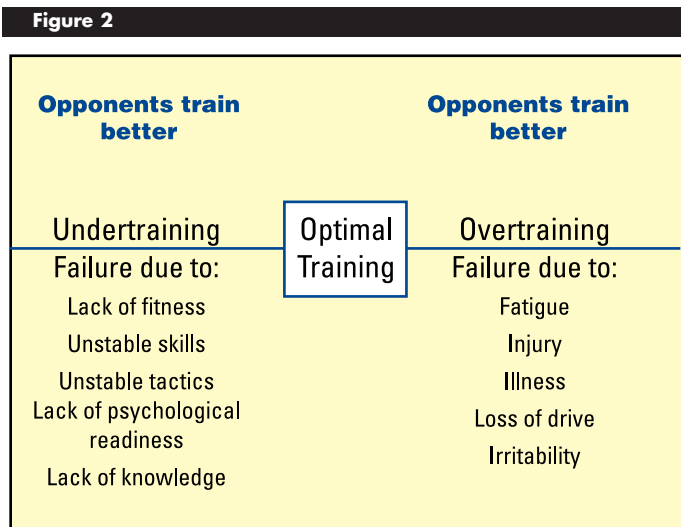 Figure 2
Opponents train
better
Opponents train
better
Undertraining
Optimal
Training
Overtraining
Failure due to:
Lack of fitness
Unstable skills
Unstable tactics
Lack of psychological
readiness
Lack of knowledge
Failure due to:
Fatigue
Injury
Illness
Loss of drive
Irritability